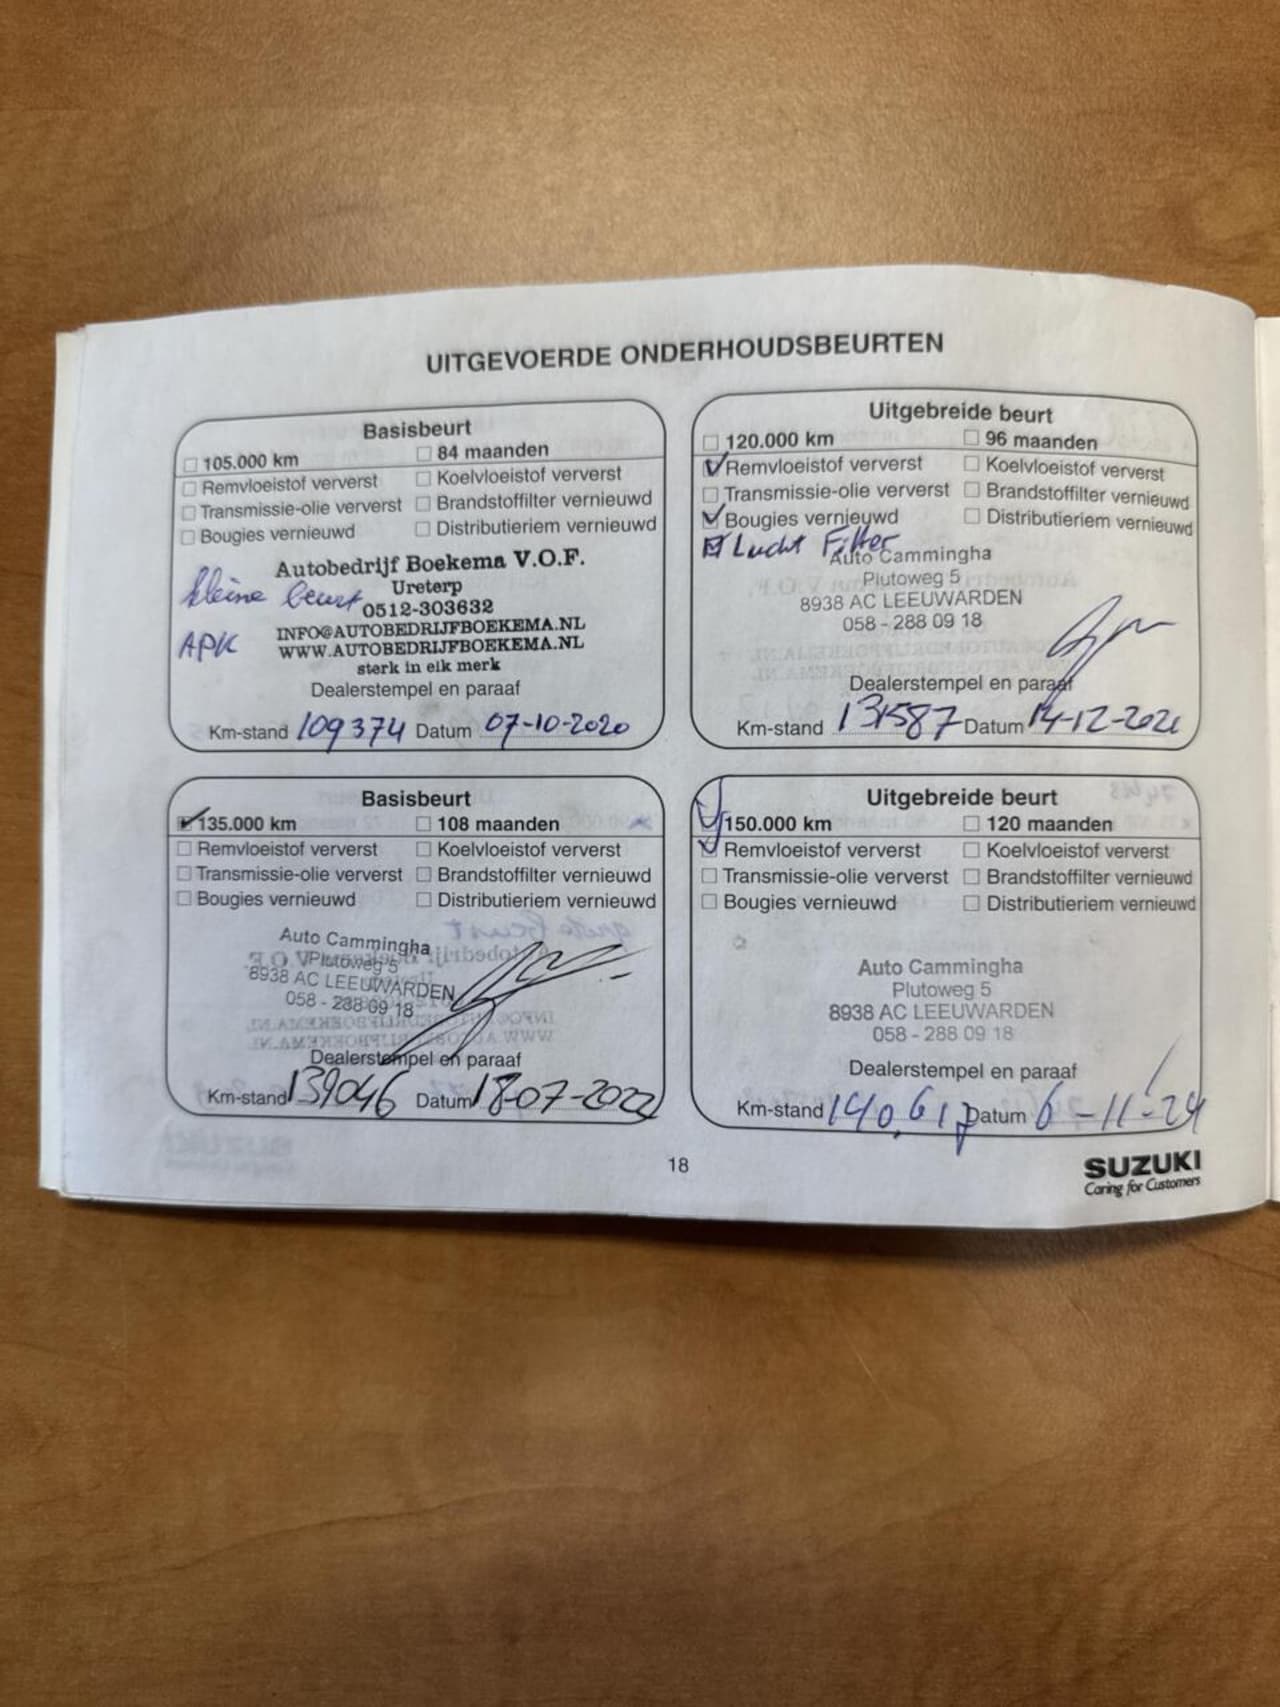 UITGEVOERDE ONDERHOUDSBEURTEN
Basisbeurt
105.000 km 84 maanden
Remvloeistof ververst Koelvloeistof ververst
Transmissie-olie ververst Brandstoffilter vernieuwd
Bougies vernieuwd Distributieriem vernieuwd
Autobedrijf Boekema V.O.F.
Ureterp
kleine beurt 0512-303632
INFO@AUTOBEDRIJFBOEKEMA.NL
APK WWW.AUTOBEDRIJFBOEKEMA.NL
sterk in elk merk
Dealerstempel en paraaf
Km-stand 109374 Datum 07-10-2020
Uitgebreide beurt
120.000 km 96 maanden
Remvloeistof ververst Koelvloeistof ververst
Transmissie-olie ververst Brandstoffilter vernieuwd
Bougies vernieuwd Distributieriem vernieuwd
Lucht Filter
Auto Cammingha
Plutoweg 5
8938 AC LEEUWARDEN
058 - 288 09 18
Dealerstempel en paraaf
Km-stand 131587 Datum 14-12-2021
Basisbeurt
135.000 km 108 maanden
Remvloeistof ververst Koelvloeistof ververst
Transmissie-olie ververst Brandstoffilter vernieuwd
Bougies vernieuwd Distributieriem vernieuwd
Auto Cammingha
Plutoweg 5
8938 AC LEEUWARDEN
058 - 288 09 18
Dealerstempel en paraaf
Km-stand 139046 Datum 18-07-2022
Uitgebreide beurt
150.000 km 120 maanden
Remvloeistof ververst Koelvloeistof ververst
Transmissie-olie ververst Brandstoffilter vernieuwd
Bougies vernieuwd Distributieriem vernieuwd
Auto Cammingha
Plutoweg 5
8938 AC LEEUWARDEN
058 - 288 09 18
Dealerstempel en paraaf
Km-stand 140,617 Datum 6-11-24
18
SUZUKI
Caring for Customers